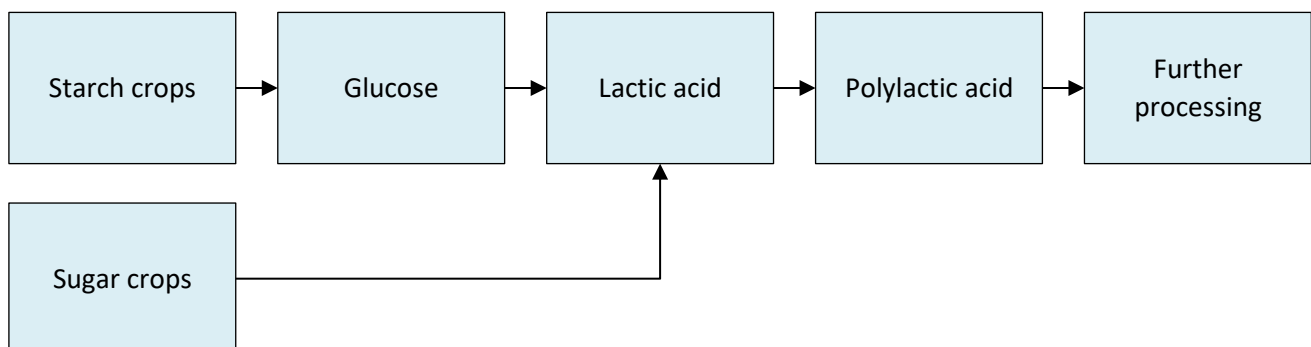 Starch crops
Glucose
Lactic acid
Polylactic acid
Further
processing
Sugar crops